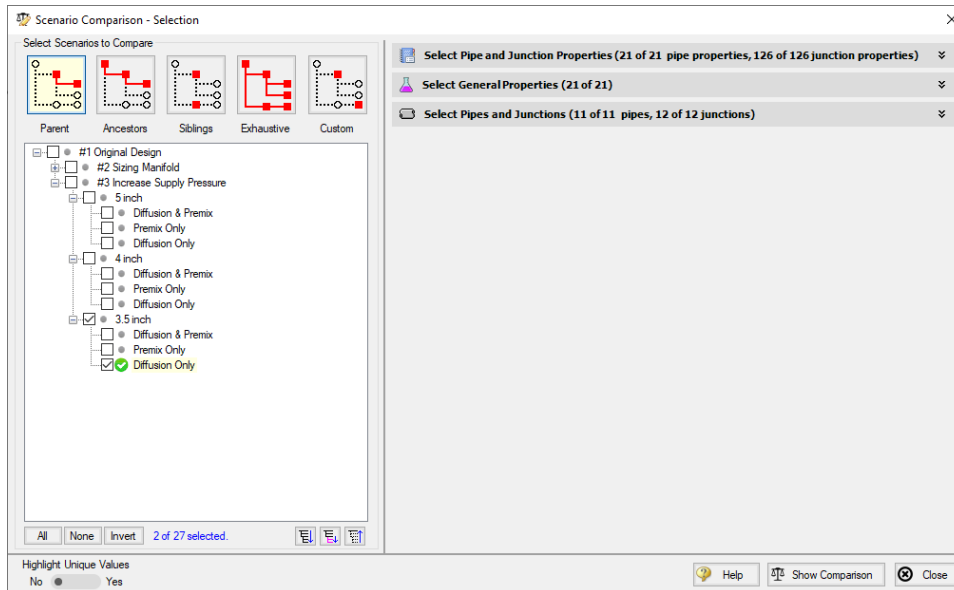 Scenario Comparison - Selection
Select Scenarios to Compare
Parent Ancestors Siblings Exhaustive Custom
#1 Original Design
#2 Sizing Manifold
#3 Increase Supply Pressure
5 inch
Diffusion & Premix
Premix Only
Diffusion Only
4 inch
Diffusion & Premix
Premix Only
Diffusion Only
3.5 inch
Diffusion & Premix
Premix Only
Diffusion Only
All None Invert 2 of 27 selected.
Select Pipe and Junction Properties (21 of 21 pipe properties, 126 of 126 junction properties)
Select General Properties (21 of 21)
Select Pipes and Junctions (11 of 11 pipes, 12 of 12 junctions)
Highlight Unique Values
No Yes
Help Show Comparison Close